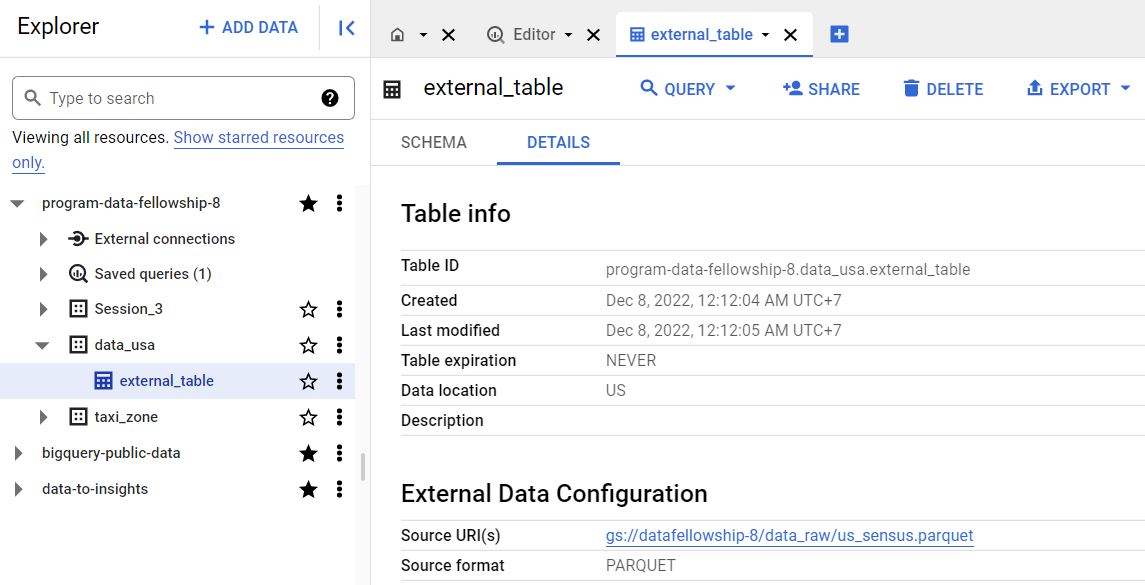 Explorer
+ ADD DATA
Type to search
Viewing all resources. Show starred resources
only.
program-data-fellowship-8
External connections
Saved queries (1)
Session_3
data_usa
external_table
taxi_zone
bigquery-public-data
data-to-insights
Editor
external_table
external_table
QUERY
SHARE
DELETE
EXPORT
SCHEMA
DETAILS
Table info
Table ID program-data-fellowship-8.data_usa.external_table
Created Dec 8, 2022, 12:12:04 AM UTC+7
Last modified Dec 8, 2022, 12:12:05 AM UTC+7
Table expiration NEVER
Data location US
Description
External Data Configuration
Source URI(s) gs://datafellowship-8/data_raw/us_sensus.parquet
Source format PARQUET